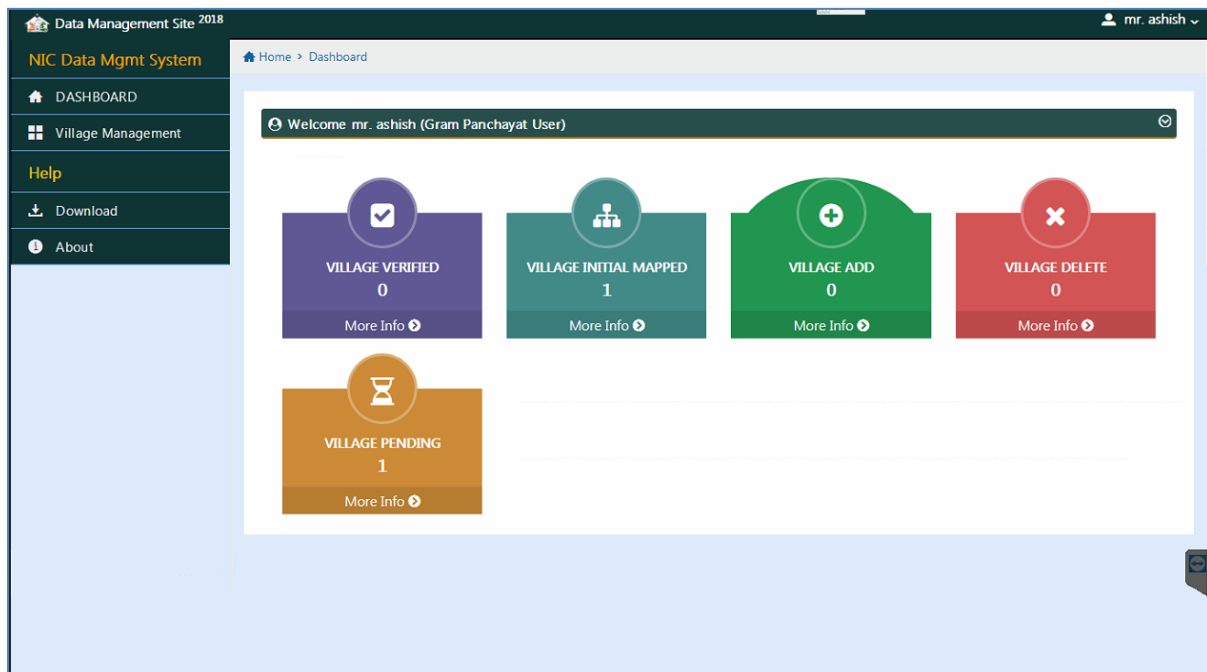 Data Management Site 2018
mr. ashish
NIC Data Mgmt System
Home > Dashboard
DASHBOARD
Village Management
Help
Download
About
Welcome mr. ashish (Gram Panchayat User)
VILLAGE VERIFIED
0
More Info
VILLAGE INITIAL MAPPED
1
More Info
VILLAGE ADD
0
More Info
VILLAGE DELETE
0
More Info
VILLAGE PENDING
1
More Info